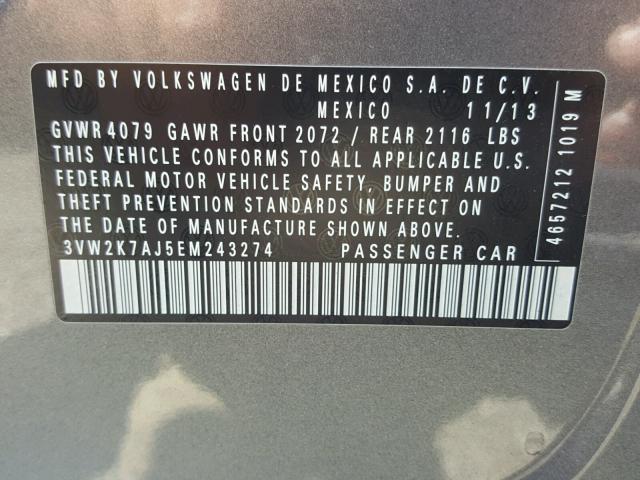 MFD BY VOLKSWAGEN DE MEXICO S.A. DE C.V.
MEXICO 11/13
GVWR 4079 GAWR FRONT 2072 / REAR 2116 LBS
THIS VEHICLE CONFORMS TO ALL APPLICABLE U.S.
FEDERAL MOTOR VEHICLE SAFETY, BUMPER AND
THEFT PREVENTION STANDARDS IN EFFECT ON
THE DATE OF MANUFACTURE SHOWN ABOVE.
3VW2K7AJ5EM243274 PASSENGER CAR
4657212 1019 M